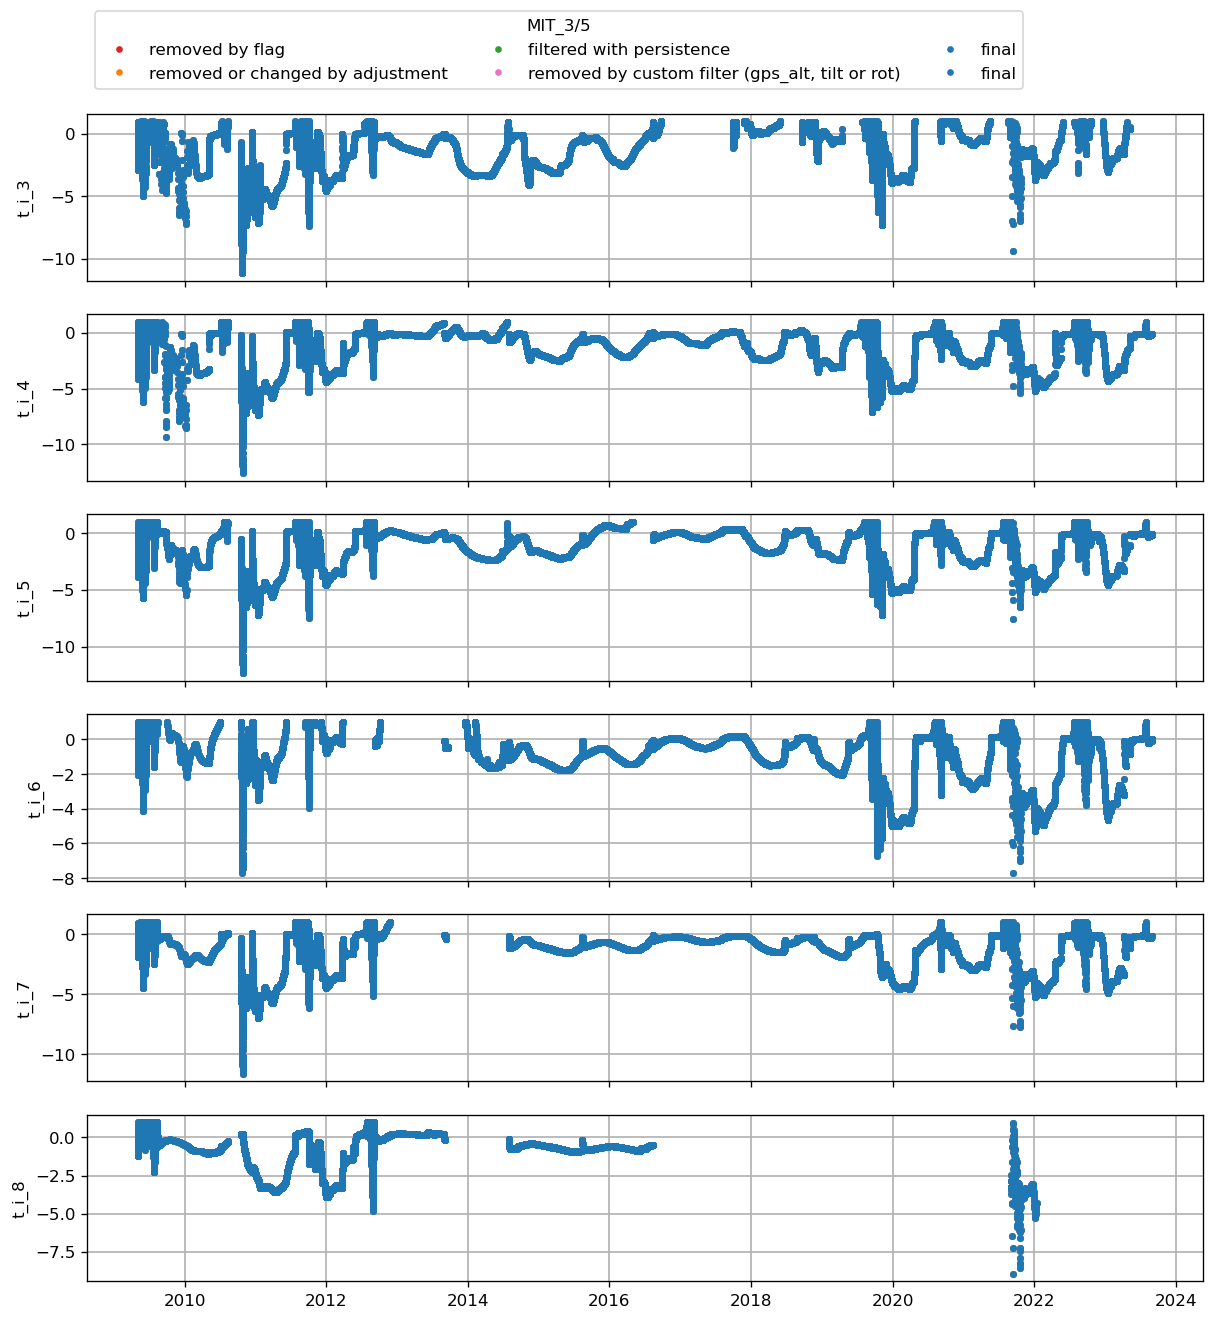 MIT_3/5
removed by flag
filtered with persistence
final
removed or changed by adjustment
removed by custom filter (gps_alt, tilt or rot)
final
0
−5
−10
t_i_3
0
−5
−10
t_i_4
0
−5
−10
t_i_5
0
−2
−4
−6
−8
t_i_6
0
−5
−10
t_i_7
0.0
−2.5
−5.0
−7.5
t_i_8
2010
2012
2014
2016
2018
2020
2022
2024